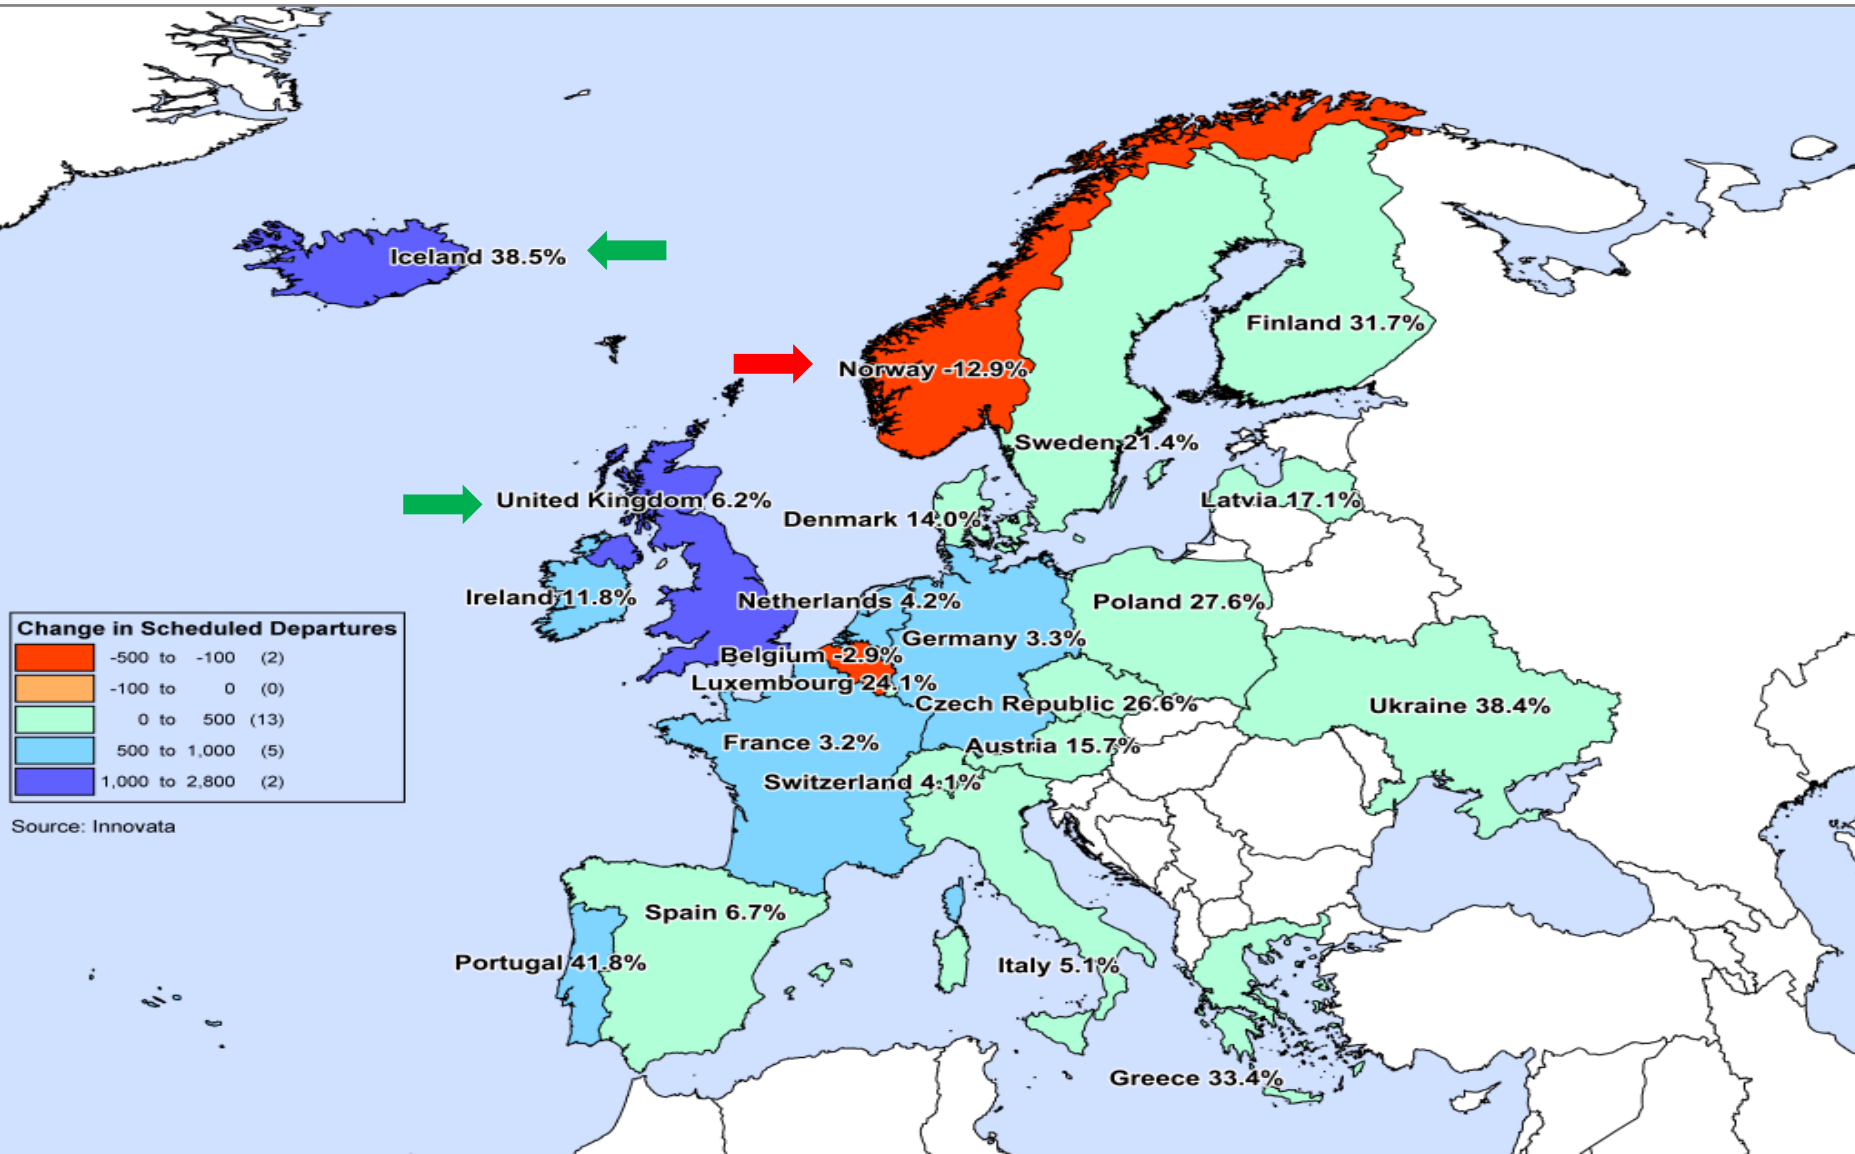 Iceland 38.5%
Finland 31.7%
Norway -12.9%
Sweden 21.4%
United Kingdom 6.2%
Latvia 17.1%
Denmark 14.0%
Ireland 11.8%
Netherlands 4.2%
Poland 27.6%
Germany 3.3%
Belgium -2.9%
Luxembourg 24.1%
Czech Republic 26.6%
Ukraine 38.4%
France 3.2%
Austria 15.7%
Switzerland 4.1%
Spain 6.7%
Portugal 41.8%
Italy 5.1%
Greece 33.4%
Change in Scheduled Departures
-500 to -100 (2)
-100 to 0 (0)
0 to 500 (13)
500 to 1,000 (5)
1,000 to 2,800 (2)
Source: Innovata